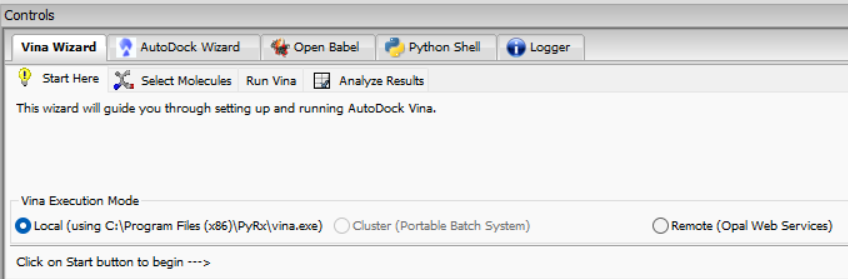 Controls
Vina Wizard AutoDock Wizard Open Babel Python Shell Logger
Start Here Select Molecules Run Vina Analyze Results
This wizard will guide you through setting up and running AutoDock Vina.
Vina Execution Mode
Local (using C:\Program Files (x86)\PyRx\vina.exe) Cluster (Portable Batch System) Remote (Opal Web Services)
Click on Start button to begin --->